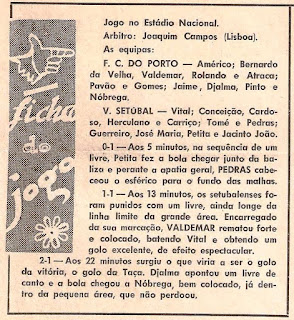 ficha
do
jogo
Jogo no Estádio Nacional.
Arbitro: Joaquim Campos (Lisboa).
As equipas:
F. C. DO PORTO — Américo; Bernardo
da Velha, Valdemar, Rolando e Atraca;
Pavão e Gomes; Jaime, Djalma, Pinto e
Nóbrega.
V. SETÚBAL — Vital; Conceição, Cardo-
so, Herculano e Carriço; Tomé e Pedras;
Guerreiro, José Maria, Petita e Jacinto João.
0-1 — Aos 5 minutos, na sequência de um
livre, Petita fez a bola chegar junto da ba-
liza e perante a apatia geral, PEDRAS ca-
beceou o esférico para o fundo das malhas.
1-1 — Aos 13 minutos, os setubalenses fo-
ram punidos com um livre, ainda longe da
linha limite da grande área. Encarregado
da sua marcação, VALDEMAR rematou forte
e colocado, batendo Vital e obtendo um
golo excelente, de efeito espectacular.
2-1 — Aos 22 minutos surgiu o que viria a ser o golo
da vitória, o golo da Taça. Djalma apontou um livre de
canto e a bola chegou a Nóbrega, bem colocado, já den-
tro da pequena área, que não perdoou.